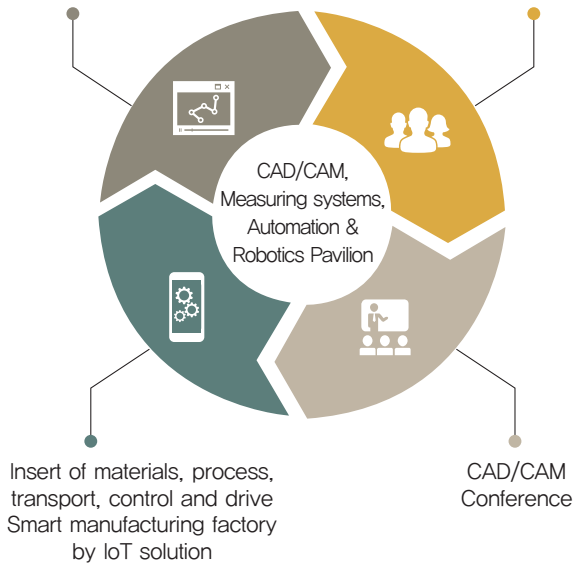 CAD/CAM,
Measuring systems,
Automation &
Robotics Pavilion
Insert of materials, process,
transport, control and drive
Smart manufacturing factory
by IoT solution
CAD/CAM
Conference